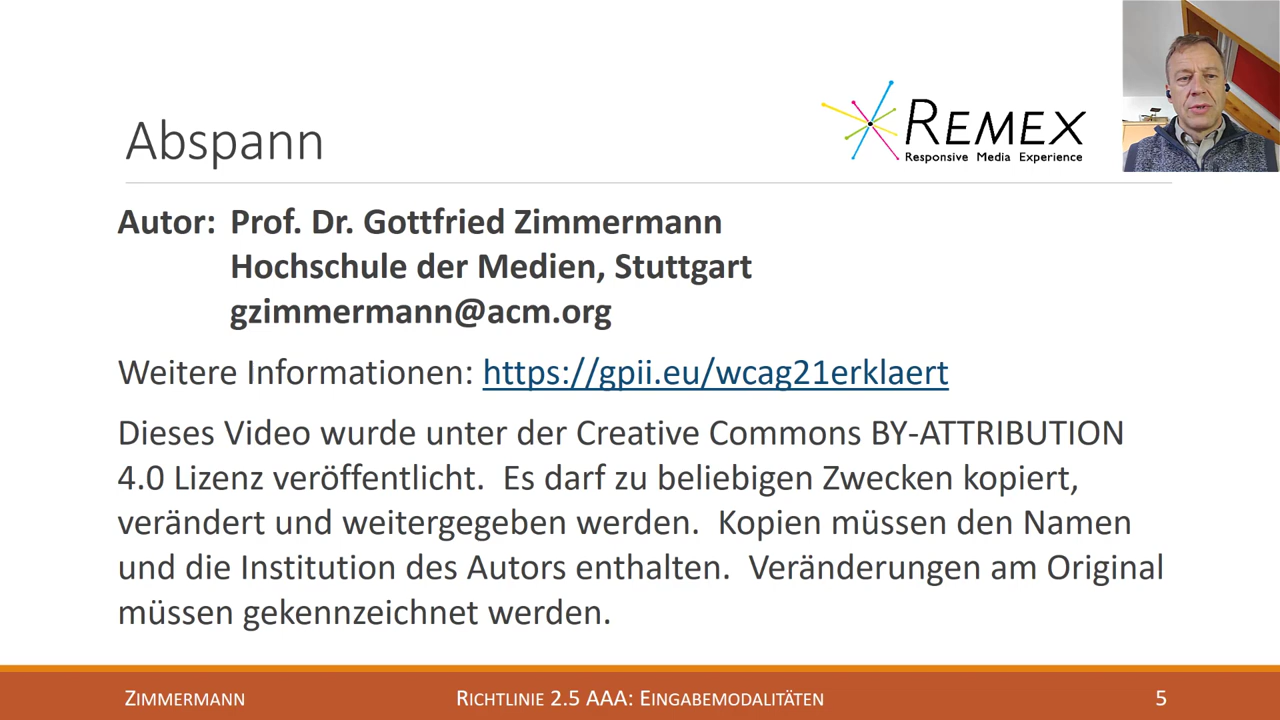 Abspann
REMEX
Responsive Media Experience
Autor: Prof. Dr. Gottfried Zimmermann
Hochschule der Medien, Stuttgart
gzimmermann@acm.org
Weitere Informationen: https://gpii.eu/wcag21erklaert
Dieses Video wurde unter der Creative Commons BY-ATTRIBUTION
4.0 Lizenz veröffentlicht. Es darf zu beliebigen Zwecken kopiert,
verändert und weitergegeben werden. Kopien müssen den Namen
und die Institution des Autors enthalten. Veränderungen am Original
müssen gekennzeichnet werden.
Zimmermann
Richtlinie 2.5 AAA: Eingabemodalitäten
5